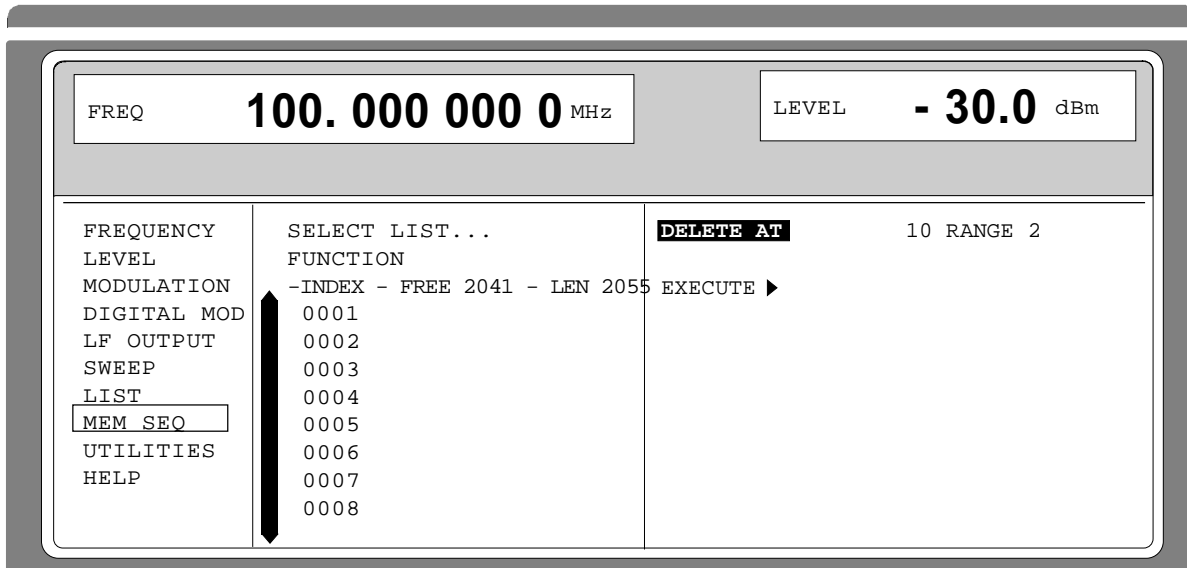 FREQ 100. 000 000 0 MHz
LEVEL - 30.0 dBm
FREQUENCY
LEVEL
MODULATION
DIGITAL MOD
LF OUTPUT
SWEEP
LIST
MEM SEQ
UTILITIES
HELP
SELECT LIST...
FUNCTION
-INDEX - FREE 2041 - LEN 2055
0001
0002
0003
0004
0005
0006
0007
0008
DELETE AT 10 RANGE 2
EXECUTE